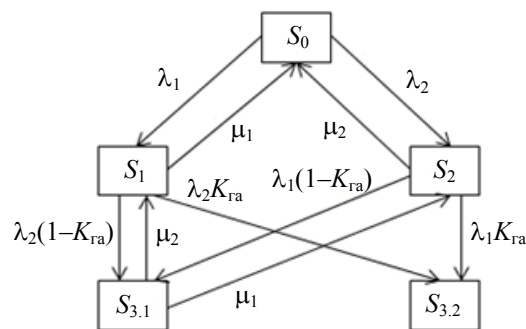 S₀
λ₁ λ₂
μ₁ μ₂
S₁ λ₂Kга λ₁(1–Kга) S₂
λ₂(1–Kга) μ₂ λ₁Kга
μ₁
S₃.₁ S₃.₂